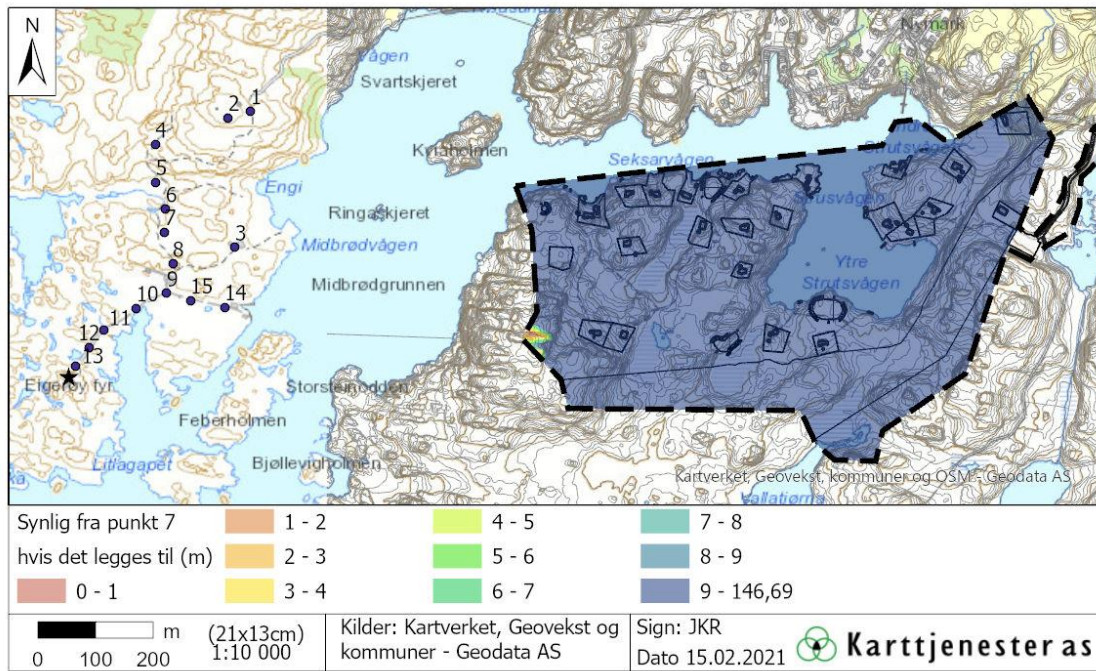 N
Vågen
Svartskjeret
Nymark
2
1
4
Kyraholmen
Seksarvågen
Strutsvågen
5
Engi
6
Ringaskjeret
7
Midbrødvågen
3
8
Midbrødgrunnen
Ytre
Strutsvågen
9
15
14
10
11
12
13
Eigerøy fyr
Storsteinodden
Feberholmen
Litlagapet
Bjøllevigholmen
Kartverket, Geovekst, kommuner og OSM - Geodata AS
Synlig fra punkt 7
hvis det legges til (m)
0 - 1
1 - 2
2 - 3
3 - 4
4 - 5
5 - 6
6 - 7
7 - 8
8 - 9
9 - 146,69
0 100 200 m
(21x13cm)
1:10 000
Kilder: Kartverket, Geovekst og
kommuner - Geodata AS
Sign: JKR
Dato 15.02.2021
Karttjenester as